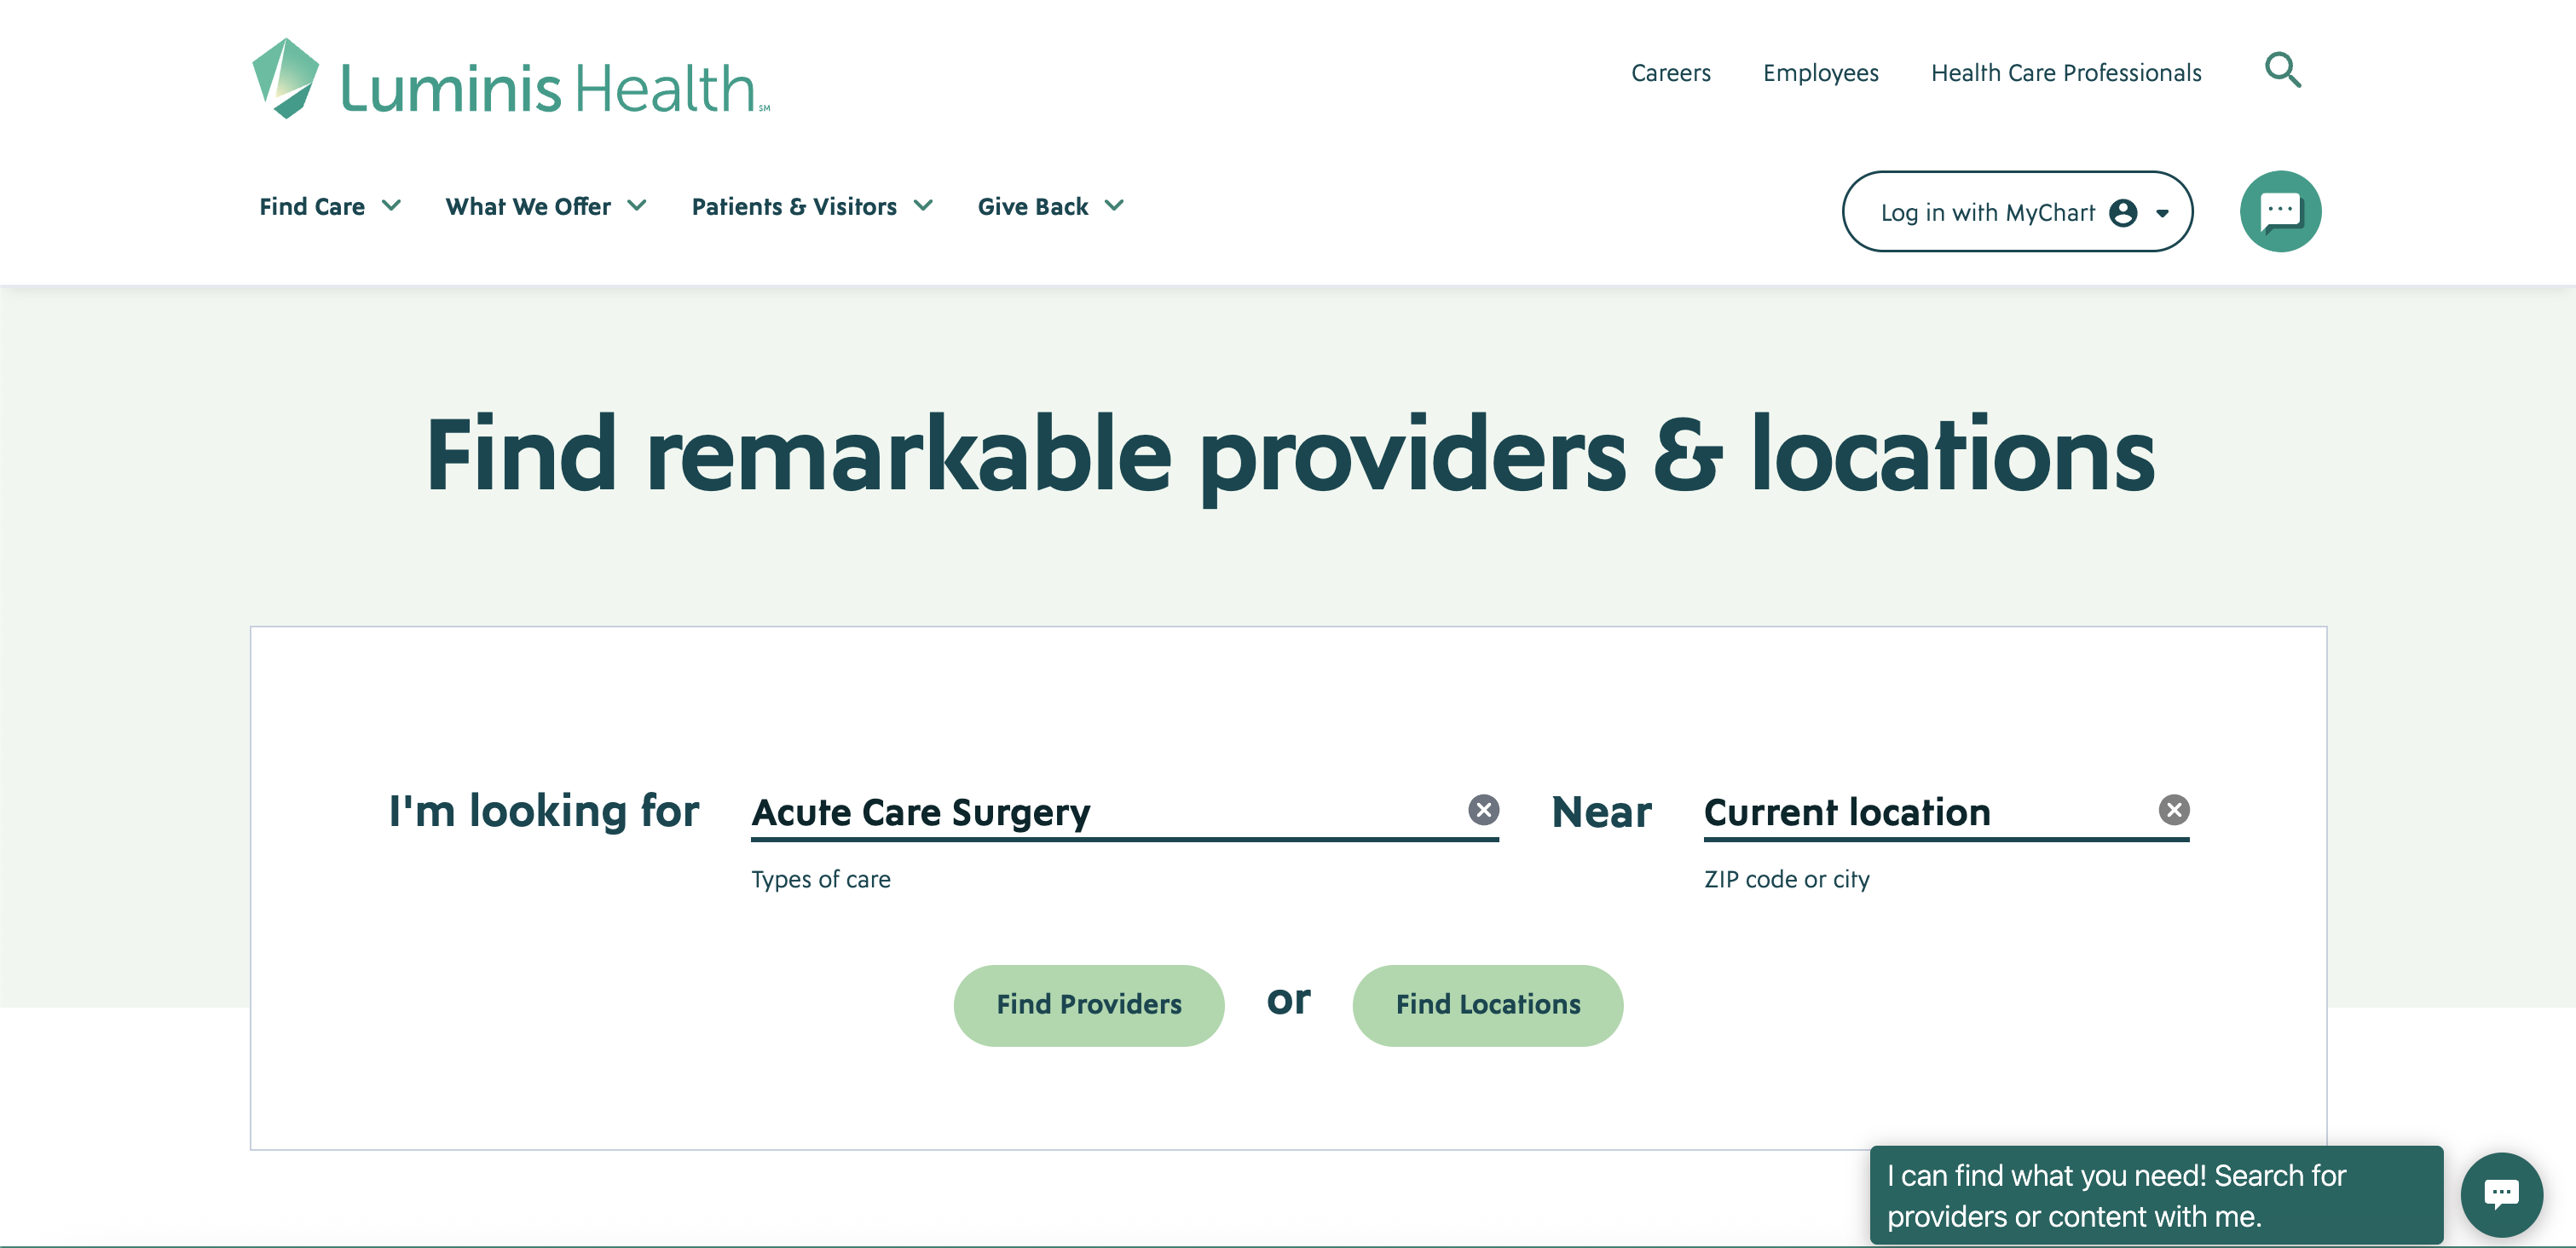 Luminis Health SM
Careers Employees Health Care Professionals
Find Care What We Offer Patients & Visitors Give Back
Log in with MyChart
Find remarkable providers & locations
I'm looking for Acute Care Surgery Near Current location
Types of care ZIP code or city
Find Providers or Find Locations
I can find what you need! Search for
providers or content with me.